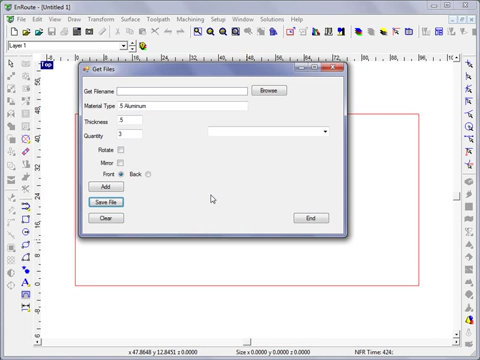 EnRoute - [Untitled 1]
File Edit View Draw Transform Surface Toolpath Machining Setup Window Solutions Help
Layer 1
Top
Get Files
Get Filename
Browse
Material Type .5 Aluminum
Thickness .5
Quantity 3
Rotate
Mirror
Front Back
Add
Save File
Clear End
x 47.8648 y 12.8451 z 0.0000 Size x 0.0000 y 0.0000 z 0.0000 NFR Time: 424: